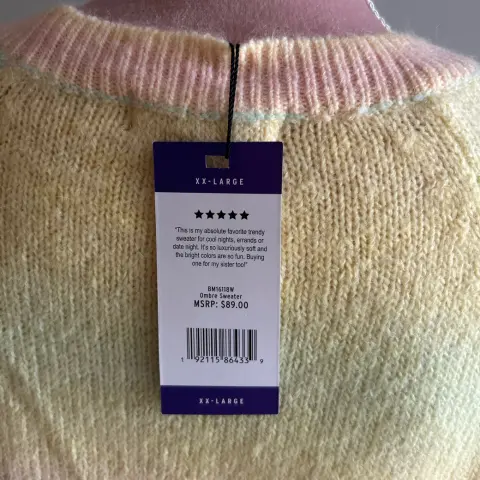 XX-LARGE
★★★★★
"This is my absolute favorite trendy
sweater for cool nights, errands or
date night. It's so luxuriously soft and
the bright colors are so fun. Buying
one for my sister too!"
BM1611BW
Ombre Sweater
MSRP: $89.00
1 92115 86433 9
XX-LARGE